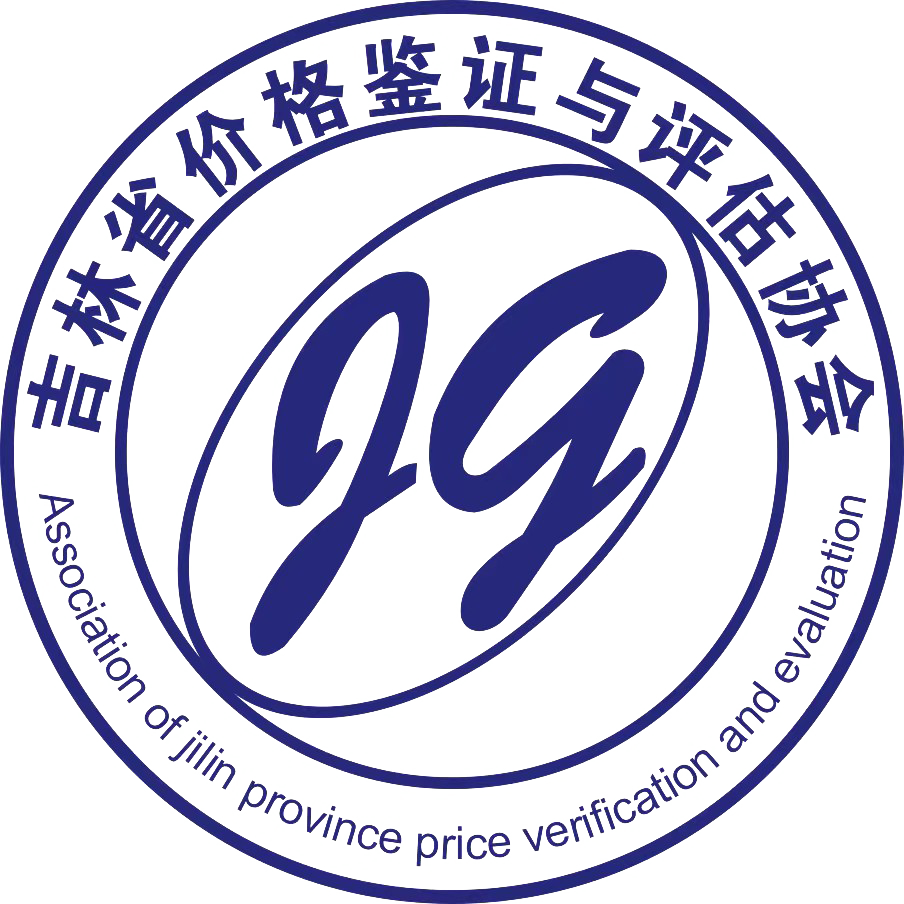 吉林省价格鉴证与评估协会
JG
Association of jilin province price verification and evaluation